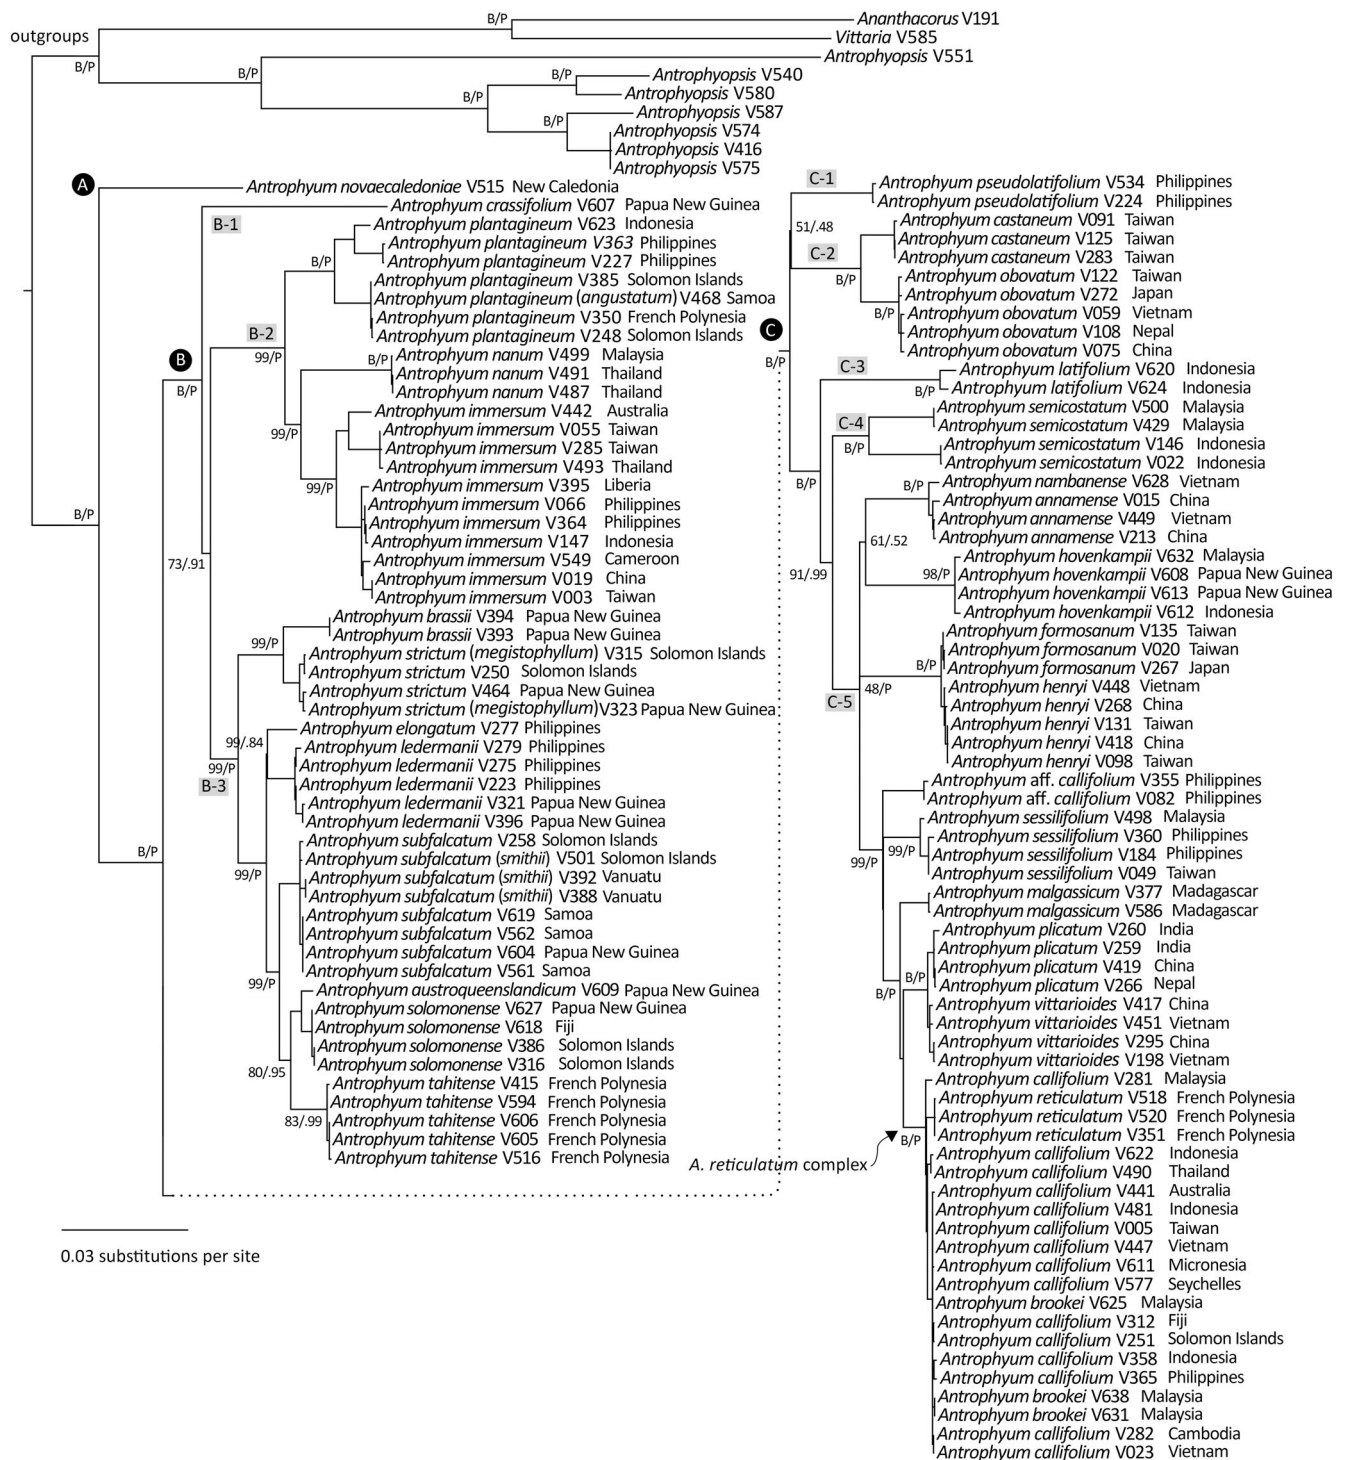 outgroups
B/P
Ananthacorus V191
Vittaria V585
B/P
B/P
Antrophyopsis V551
B/P
B/P
Antrophyopsis V540
Antrophyopsis V580
B/P
Antrophyopsis V587
Antrophyopsis V574
Antrophyopsis V416
Antrophyopsis V575
A
Antrophyum novaecaledoniae V515 New Caledonia
B
B/P
B/P
B-1
Antrophyum crassifolium V607 Papua New Guinea
Antrophyum plantagineum V623 Indonesia
Antrophyum plantagineum V363 Philippines
B/P
Antrophyum plantagineum V227 Philippines
Antrophyum plantagineum V385 Solomon Islands
Antrophyum plantagineum (angustatum) V468 Samoa
Antrophyum plantagineum V350 French Polynesia
B-2
Antrophyum plantagineum V248 Solomon Islands
99/P
B/P
Antrophyum nanum V499 Malaysia
Antrophyum nanum V491 Thailand
Antrophyum nanum V487 Thailand
99/P
Antrophyum immersum V442 Australia
Antrophyum immersum V055 Taiwan
Antrophyum immersum V285 Taiwan
Antrophyum immersum V493 Thailand
99/P
Antrophyum immersum V395 Liberia
Antrophyum immersum V066 Philippines
Antrophyum immersum V364 Philippines
Antrophyum immersum V147 Indonesia
73/.91
Antrophyum immersum V549 Cameroon
Antrophyum immersum V019 China
Antrophyum immersum V003 Taiwan
Antrophyum brassii V394 Papua New Guinea
Antrophyum brassii V393 Papua New Guinea
99/P
Antrophyum strictum (megistophyllum) V315 Solomon Islands
Antrophyum strictum V250 Solomon Islands
Antrophyum strictum V464 Papua New Guinea
Antrophyum strictum (megistophyllum) V323 Papua New Guinea
Antrophyum elongatum V277 Philippines
99/.84
Antrophyum ledermanii V279 Philippines
99/P
Antrophyum ledermanii V275 Philippines
B-3
Antrophyum ledermanii V223 Philippines
Antrophyum ledermanii V321 Papua New Guinea
Antrophyum ledermanii V396 Papua New Guinea
Antrophyum subfalcatum V258 Solomon Islands
B/P
Antrophyum subfalcatum (smithii) V501 Solomon Islands
99/P
Antrophyum subfalcatum (smithii) V392 Vanuatu
Antrophyum subfalcatum (smithii) V388 Vanuatu
Antrophyum subfalcatum V619 Samoa
Antrophyum subfalcatum V562 Samoa
Antrophyum subfalcatum V604 Papua New Guinea
Antrophyum subfalcatum V561 Samoa
99/P
Antrophyum austroqueenslandicum V609 Papua New Guinea
Antrophyum solomonense V627 Papua New Guinea
Antrophyum solomonense V618 Fiji
Antrophyum solomonense V386 Solomon Islands
Antrophyum solomonense V316 Solomon Islands
80/.95
Antrophyum tahitense V415 French Polynesia
Antrophyum tahitense V594 French Polynesia
83/.99
Antrophyum tahitense V606 French Polynesia
Antrophyum tahitense V605 French Polynesia
Antrophyum tahitense V516 French Polynesia
0.03 substitutions per site
C
B/P
C-1
Antrophyum pseudolatifolium V534 Philippines
Antrophyum pseudolatifolium V224 Philippines
51/.48
Antrophyum castaneum V091 Taiwan
Antrophyum castaneum V125 Taiwan
C-2
Antrophyum castaneum V283 Taiwan
B/P
Antrophyum obovatum V122 Taiwan
Antrophyum obovatum V272 Japan
B/P
Antrophyum obovatum V059 Vietnam
Antrophyum obovatum V108 Nepal
Antrophyum obovatum V075 China
C-3
Antrophyum latifolium V620 Indonesia
B/P
Antrophyum latifolium V624 Indonesia
Antrophyum semicostatum V500 Malaysia
C-4
Antrophyum semicostatum V429 Malaysia
B/P
Antrophyum semicostatum V146 Indonesia
Antrophyum semicostatum V022 Indonesia
B/P
B/P
Antrophyum nambanense V628 Vietnam
Antrophyum annamense V015 China
Antrophyum annamense V449 Vietnam
Antrophyum annamense V213 China
61/.52
Antrophyum hovenkampii V632 Malaysia
91/.99
98/P
Antrophyum hovenkampii V608 Papua New Guinea
Antrophyum hovenkampii V613 Papua New Guinea
Antrophyum hovenkampii V612 Indonesia
Antrophyum formosanum V135 Taiwan
Antrophyum formosanum V020 Taiwan
B/P
Antrophyum formosanum V267 Japan
48/P
Antrophyum henryi V448 Vietnam
C-5
Antrophyum henryi V268 China
Antrophyum henryi V131 Taiwan
Antrophyum henryi V418 China
Antrophyum henryi V098 Taiwan
Antrophyum aff. callifolium V355 Philippines
Antrophyum aff. callifolium V082 Philippines
Antrophyum sessilifolium V498 Malaysia
Antrophyum sessilifolium V360 Philippines
99/P
99/P
Antrophyum sessilifolium V184 Philippines
Antrophyum sessilifolium V049 Taiwan
Antrophyum malgassicum V377 Madagascar
Antrophyum malgassicum V586 Madagascar
Antrophyum plicatum V260 India
Antrophyum plicatum V259 India
Antrophyum plicatum V419 China
B/P
B/P
Antrophyum plicatum V266 Nepal
Antrophyum vittarioides V417 China
Antrophyum vittarioides V451 Vietnam
Antrophyum vittarioides V295 China
Antrophyum vittarioides V198 Vietnam
Antrophyum callifolium V281 Malaysia
Antrophyum reticulatum V518 French Polynesia
Antrophyum reticulatum V520 French Polynesia
B/P
Antrophyum reticulatum V351 French Polynesia
A. reticulatum complex
Antrophyum callifolium V622 Indonesia
Antrophyum callifolium V490 Thailand
Antrophyum callifolium V441 Australia
Antrophyum callifolium V481 Indonesia
Antrophyum callifolium V005 Taiwan
Antrophyum callifolium V447 Vietnam
Antrophyum callifolium V611 Micronesia
Antrophyum callifolium V577 Seychelles
Antrophyum brookei V625 Malaysia
Antrophyum callifolium V312 Fiji
Antrophyum callifolium V251 Solomon Islands
Antrophyum callifolium V358 Indonesia
Antrophyum callifolium V365 Philippines
Antrophyum brookei V638 Malaysia
Antrophyum brookei V631 Malaysia
Antrophyum callifolium V282 Cambodia
Antrophyum callifolium V023 Vietnam